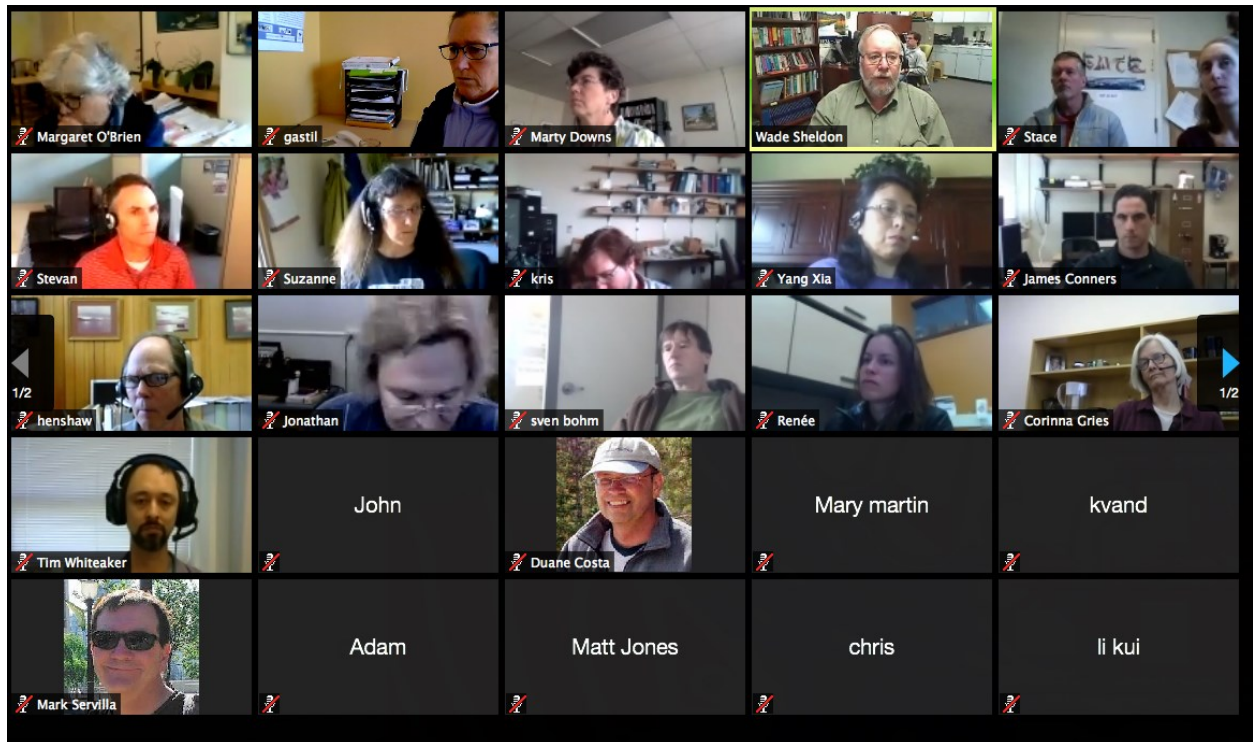 Margaret O'Brien
gastil
Marty Downs
Wade Sheldon
Stace
Stevan
Suzanne
kris
Yang Xia
James Conners
1/2
henshaw
Jonathan
sven bohm
Renée
Corinna Gries
1/2
Tim Whiteaker
John
Duane Costa
Mary martin
kvand
Mark Servilla
Adam
Matt Jones
chris
li kui